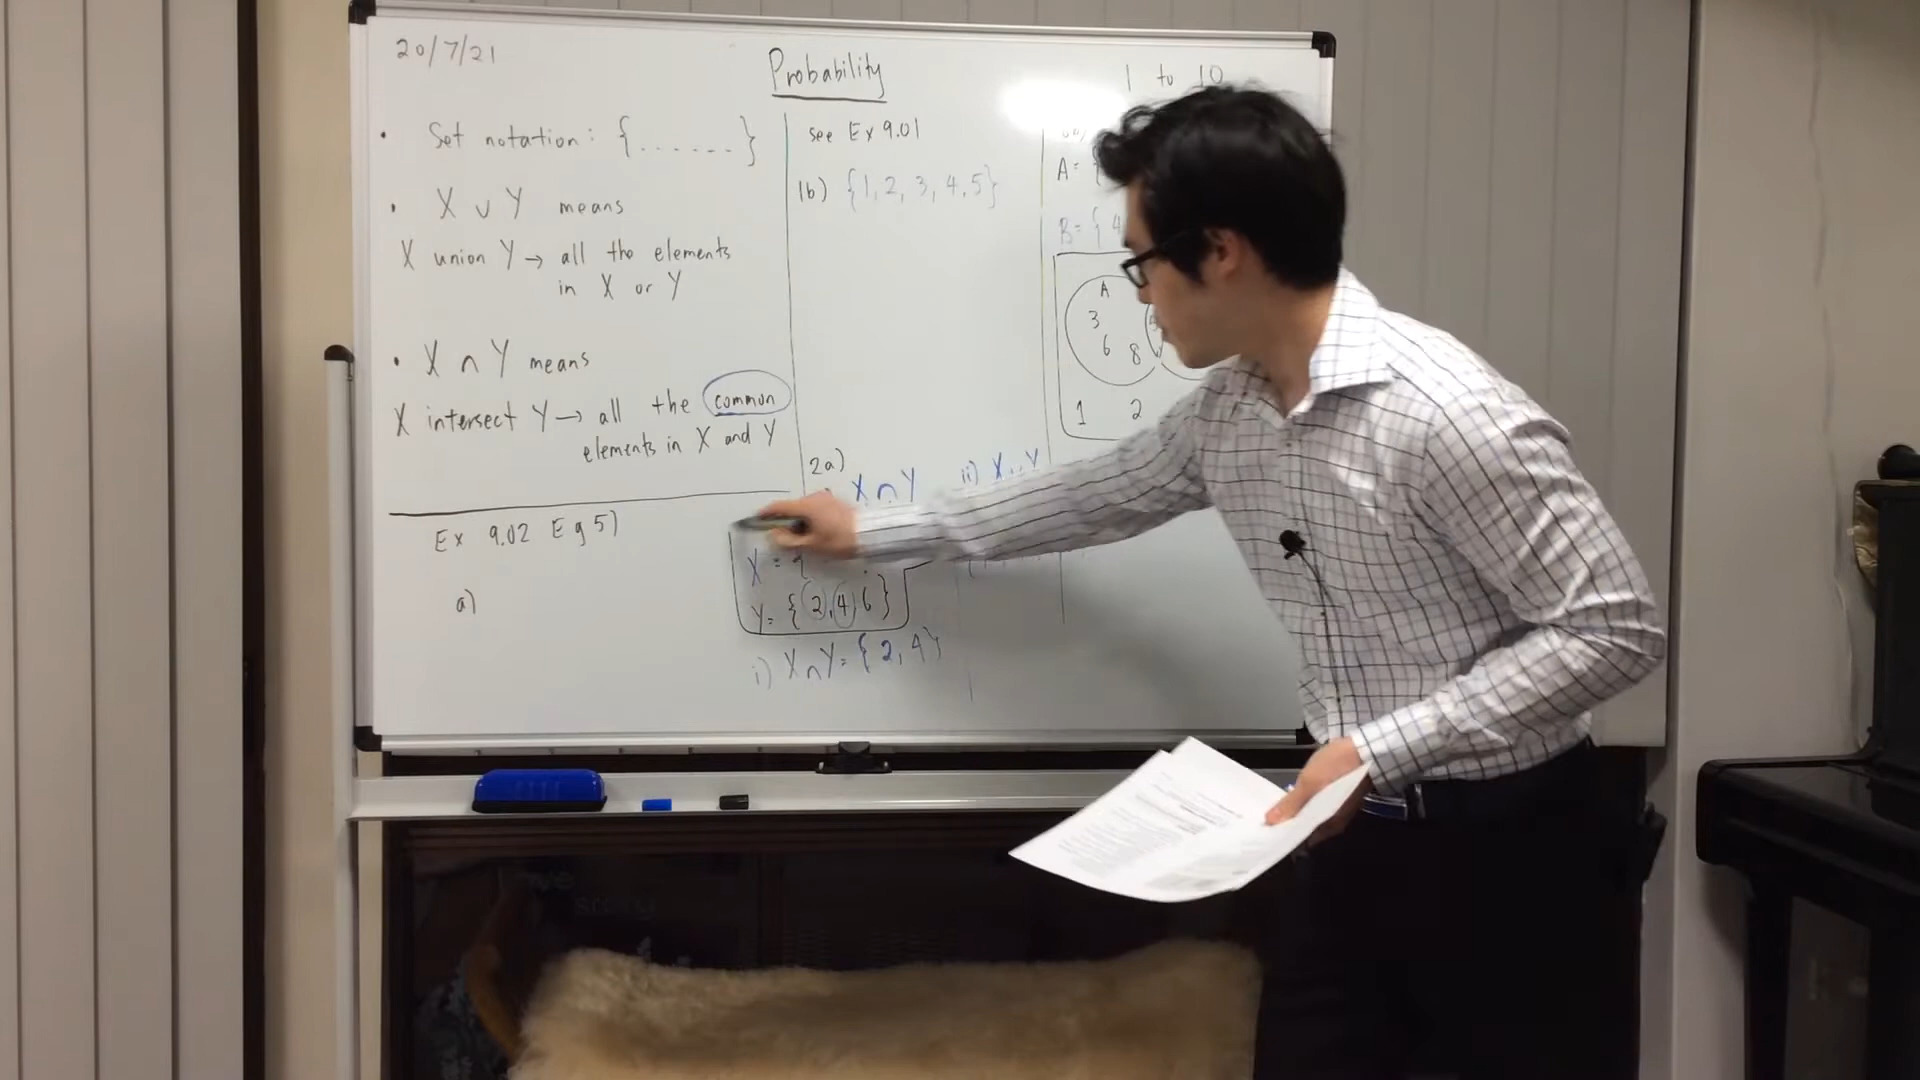 20/7/21
Probability
1 to 10
• Set notation: {.......}
• X ∪ Y means
X union Y → all the elements
in X or Y
• X ∩ Y means
X intersect Y → all the common
elements in X and Y
Ex 9.02 Eg 5)
a)
see Ex 9.01
1b) {1, 2, 3, 4, 5}
2a)
X ∩ Y
ii) X ∪ Y
X = {
Y = {2, 4, 6}
i) X ∩ Y = {2, 4}
A = {
B = { 4
A
3
6 8
1 2